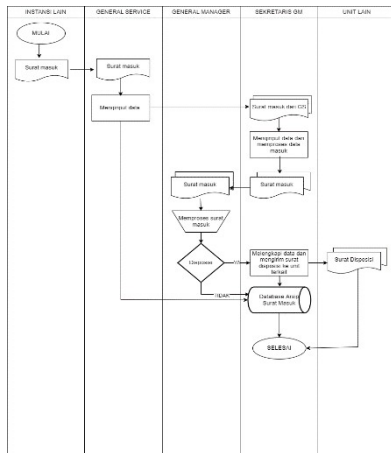 INSTANSI LAIN
GENERAL SERVICE
GENERAL MANAGER
SEKRETARIS GM
UNIT LAIN
MULAI
Surat masuk
Surat masuk
Menginput data
Surat masuk dari GS
Menginput data dan
memproses data
masuk
Surat masuk
Surat masuk
Memproses surat
masuk
Disposisi
YA
Melengkapi data dan
mengirim surat
disposisi ke unit
terkait
Surat Disposisi
TIDAK
Database Arsip
Surat Masuk
SELESAI